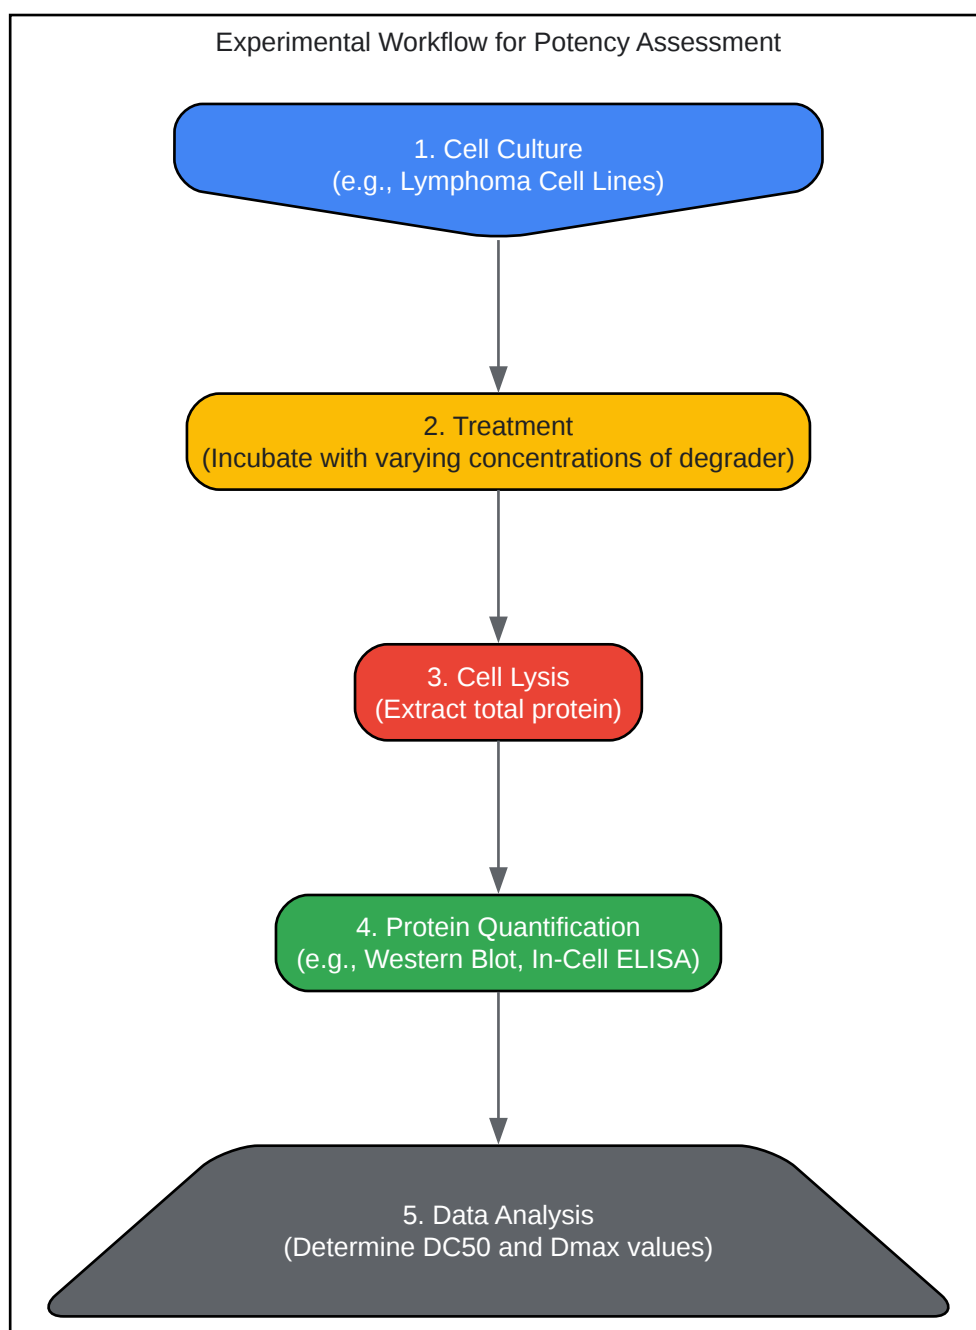 Experimental Workflow for Potency Assessment
1. Cell Culture
(e.g., Lymphoma Cell Lines)
2. Treatment
(Incubate with varying concentrations of degrader)
3. Cell Lysis
(Extract total protein)
4. Protein Quantification
(e.g., Western Blot, In-Cell ELISA)
5. Data Analysis
(Determine DC50 and Dmax values)